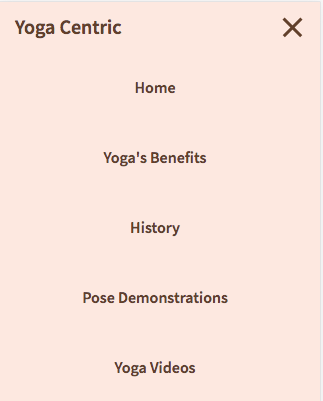 Yoga Centric
Home
Yoga's Benefits
History
Pose Demonstrations
Yoga Videos